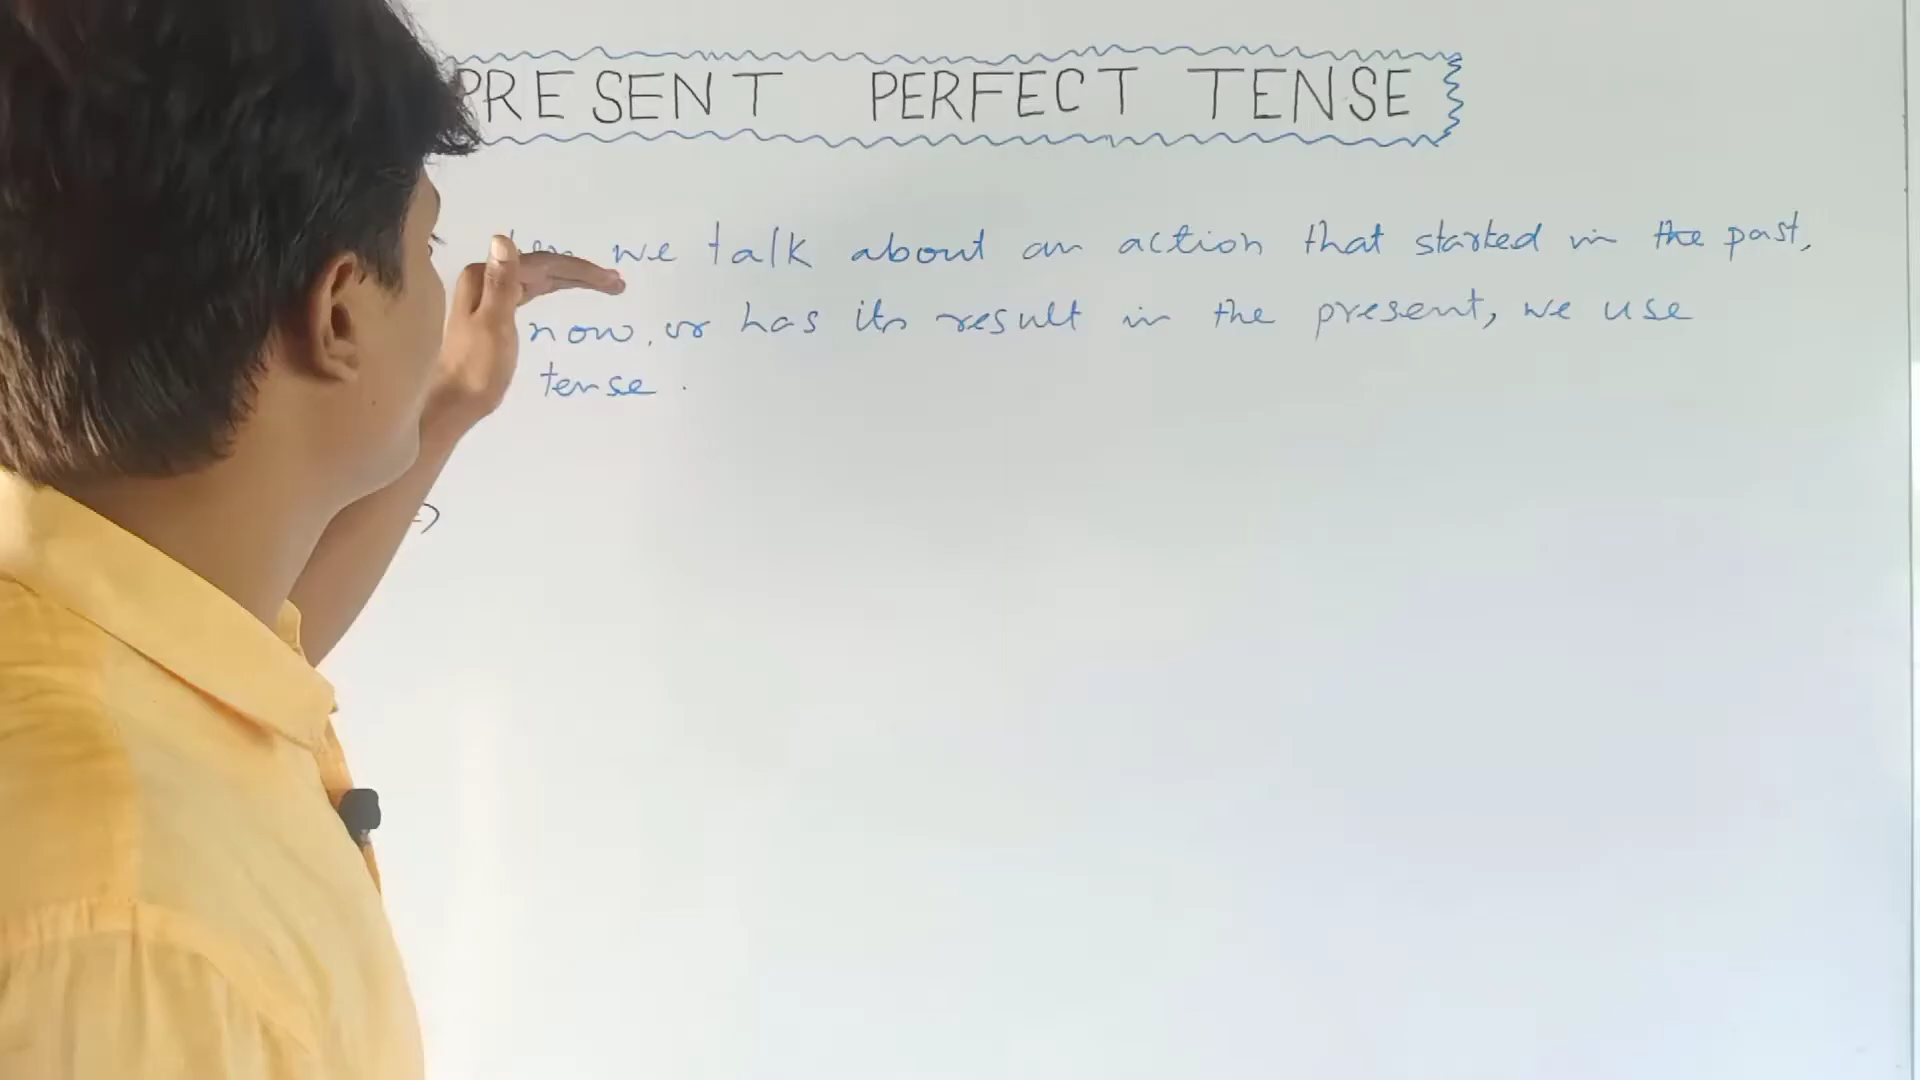 PRESENT PERFECT TENSE
we talk about an action that started in the past,
now, or has its result in the present, we use
tense.